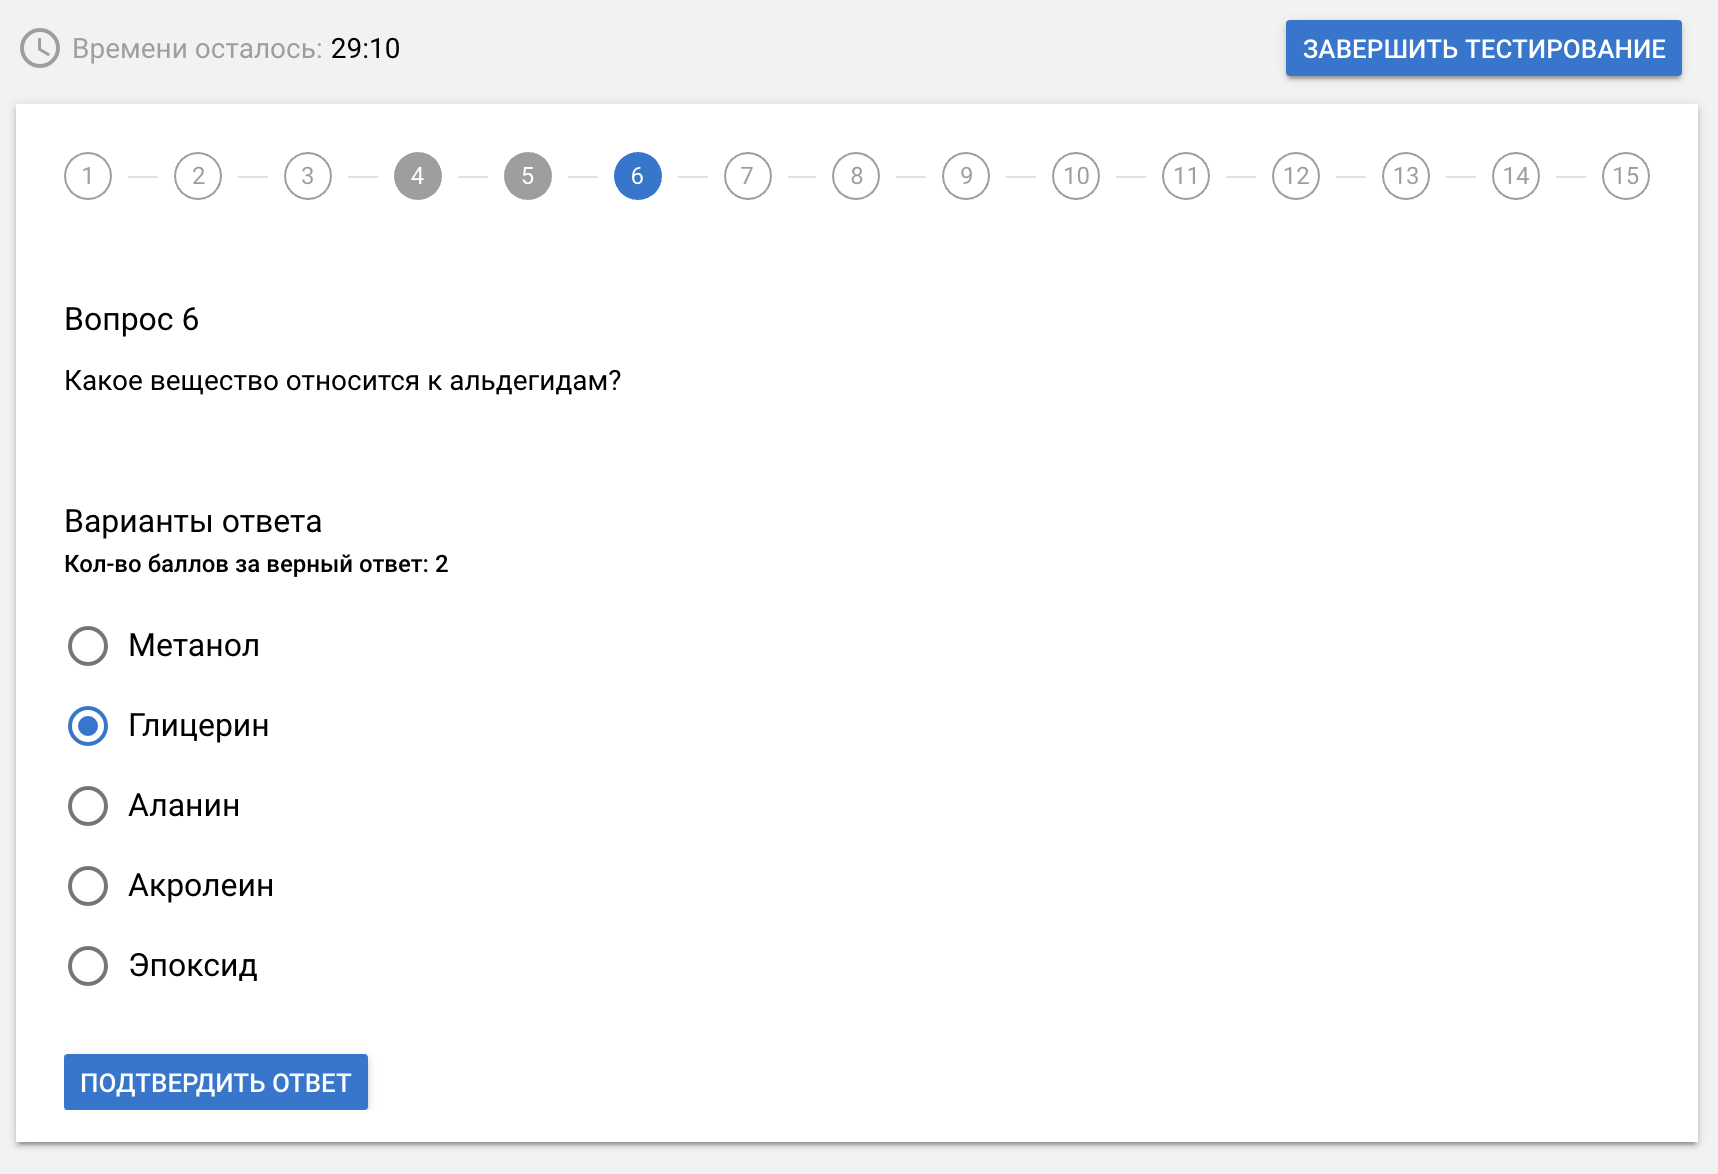 Времени осталось: 29:10
ЗАВЕРШИТЬ ТЕСТИРОВАНИЕ
1 2 3 4 5 6 7 8 9 10 11 12 13 14 15
Вопрос 6
Какое вещество относится к альдегидам?
Варианты ответа
Кол-во баллов за верный ответ: 2
Метанол
Глицерин
Аланин
Акролеин
Эпоксид
ПОДТВЕРДИТЬ ОТВЕТ